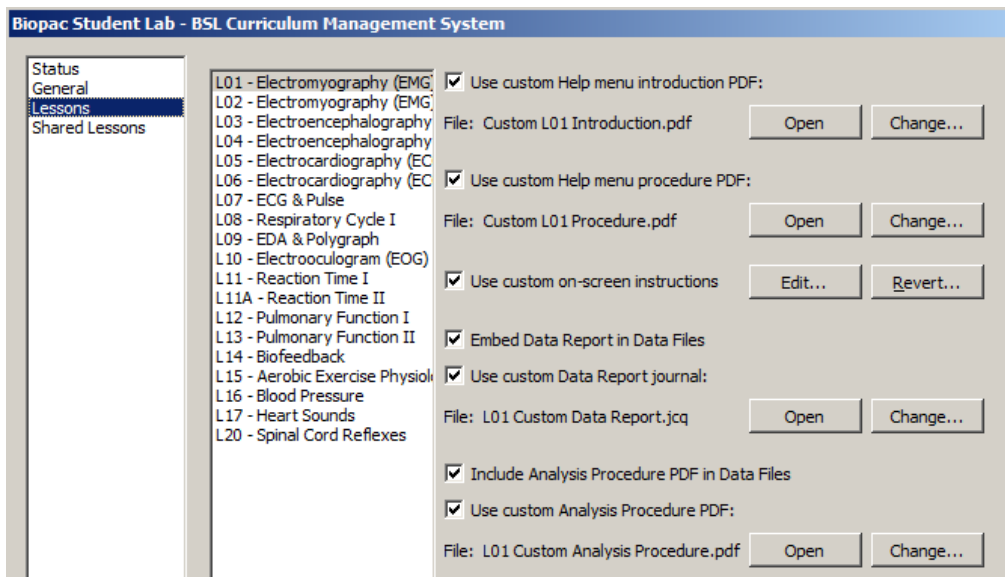 Biopac Student Lab - BSL Curriculum Management System
Status
General
Lessons
Shared Lessons
L01 - Electromyography (EMG)
L02 - Electromyography (EMG)
L03 - Electroencephalography
L04 - Electroencephalography
L05 - Electrocardiography (EC
L06 - Electrocardiography (EC
L07 - ECG & Pulse
L08 - Respiratory Cycle I
L09 - EDA & Polygraph
L10 - Electrooculogram (EOG)
L11 - Reaction Time I
L11A - Reaction Time II
L12 - Pulmonary Function I
L13 - Pulmonary Function II
L14 - Biofeedback
L15 - Aerobic Exercise Physiolo
L16 - Blood Pressure
L17 - Heart Sounds
L20 - Spinal Cord Reflexes
Use custom Help menu introduction PDF:
File: Custom L01 Introduction.pdf Open Change...
Use custom Help menu procedure PDF:
File: Custom L01 Procedure.pdf Open Change...
Use custom on-screen instructions Edit... Revert...
Embed Data Report in Data Files
Use custom Data Report journal:
File: L01 Custom Data Report.jcq Open Change...
Include Analysis Procedure PDF in Data Files
Use custom Analysis Procedure PDF:
File: L01 Custom Analysis Procedure.pdf Open Change...